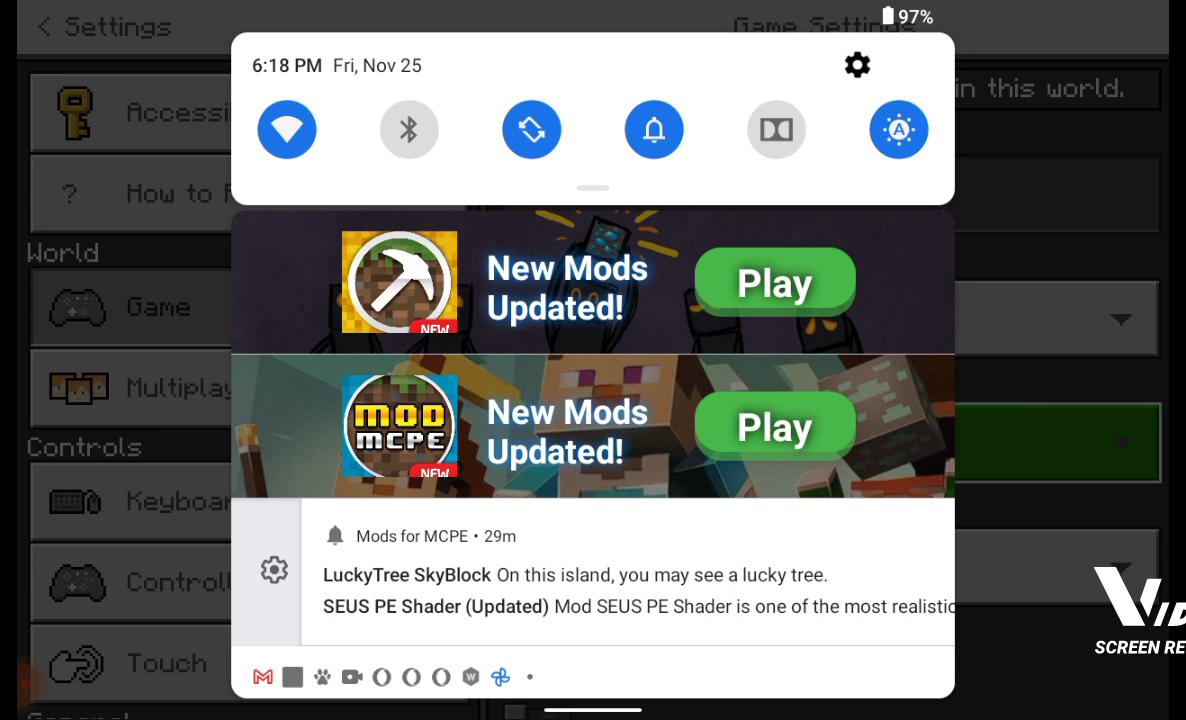 97%
Settings
Game Settings
6:18 PM Fri, Nov 25
Accessi
in this world.
? How to
World
New Mods
Updated!
Play
NEW
Game
Multiplay
MOD
MCPE
New Mods
Updated!
Play
NEW
Controls
Keyboar
Mods for MCPE • 29m
LuckyTree SkyBlock On this island, you may see a lucky tree.
SEUS PE Shader (Updated) Mod SEUS PE Shader is one of the most realistic
Controll
Touch
VID
SCREEN RE